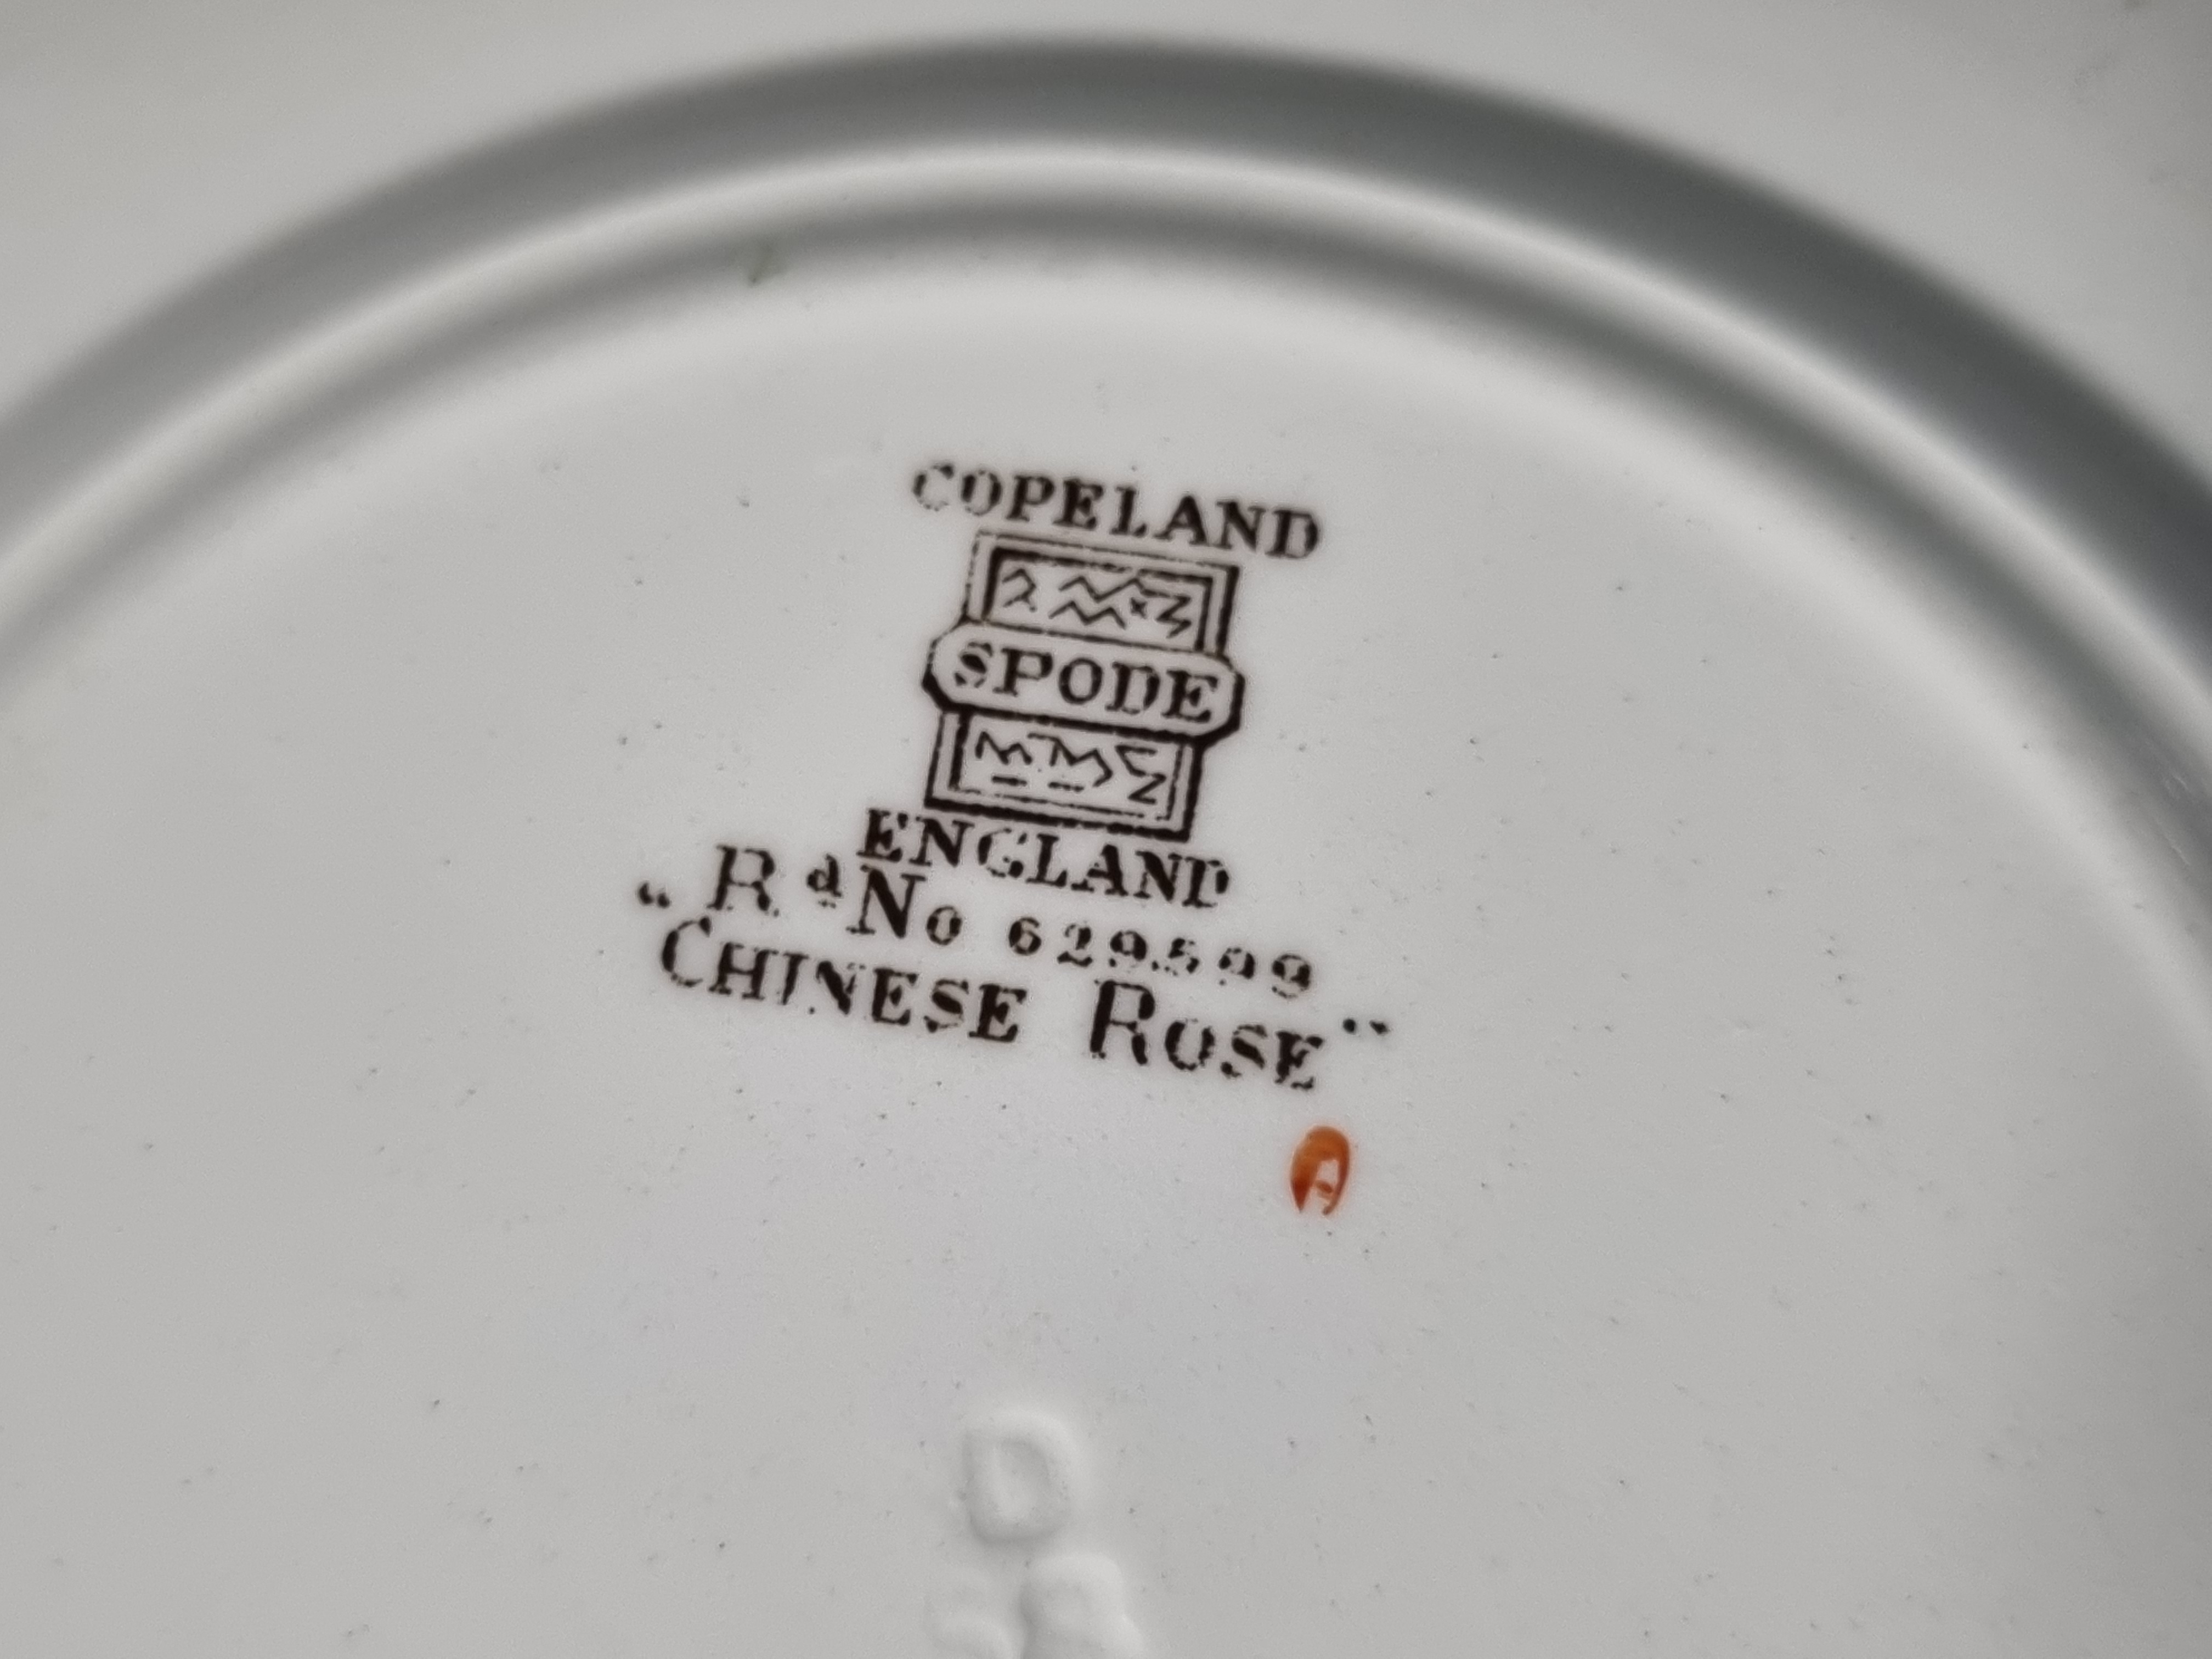 COPELAND
SPODE
ENGLAND
Rd No 629599
"CHINESE ROSE"
A
D